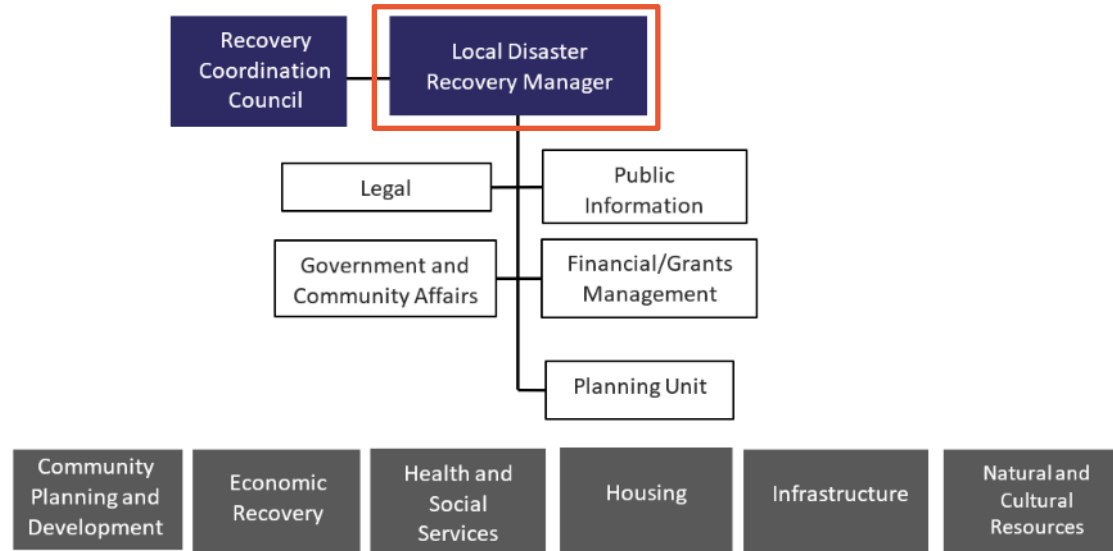 Recovery
Coordination
Council
Local Disaster
Recovery Manager
Legal
Public
Information
Government and
Community Affairs
Financial/Grants
Management
Planning Unit
Community
Planning and
Development
Economic
Recovery
Health and
Social
Services
Housing
Infrastructure
Natural and
Cultural
Resources